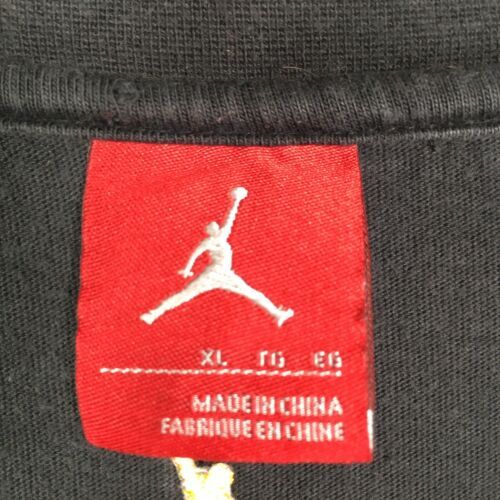 XL TG EG
MADE IN CHINA
FABRIQUE EN CHINE